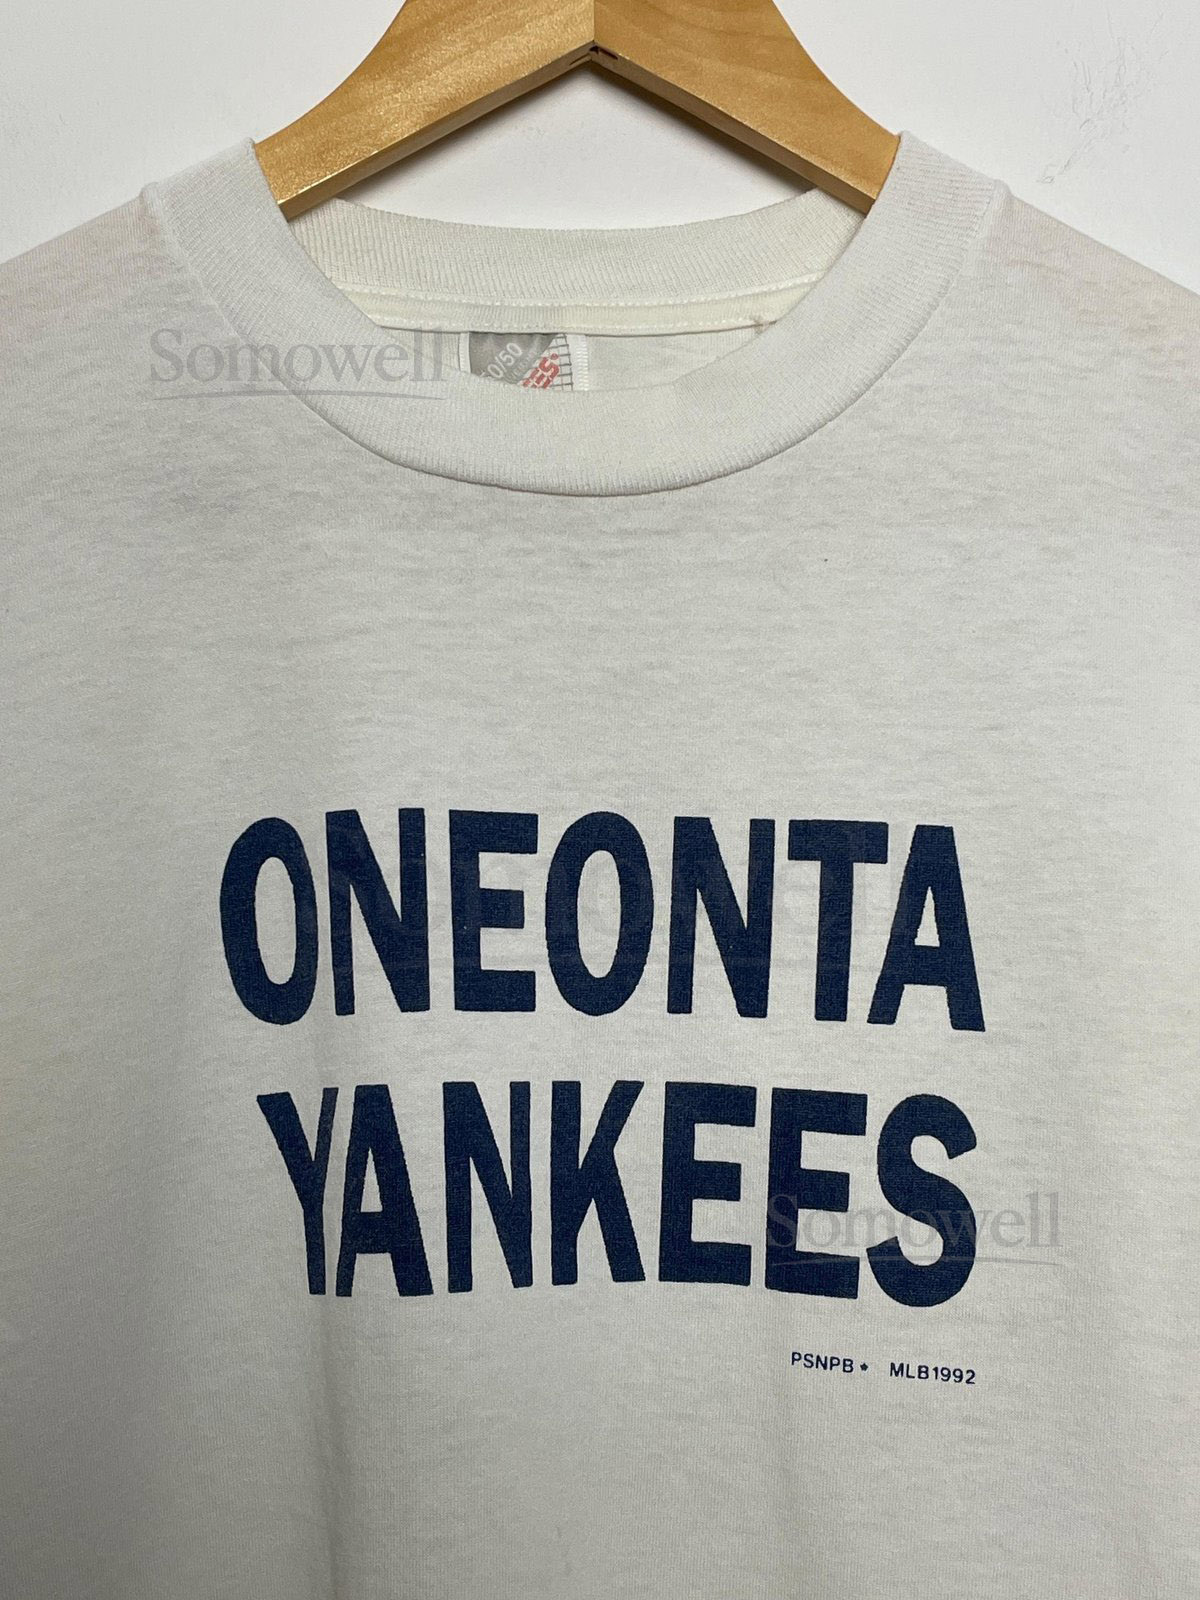 Somowell
ONEONTA
YANKEES
Somowell
PSNPB * MLB1992